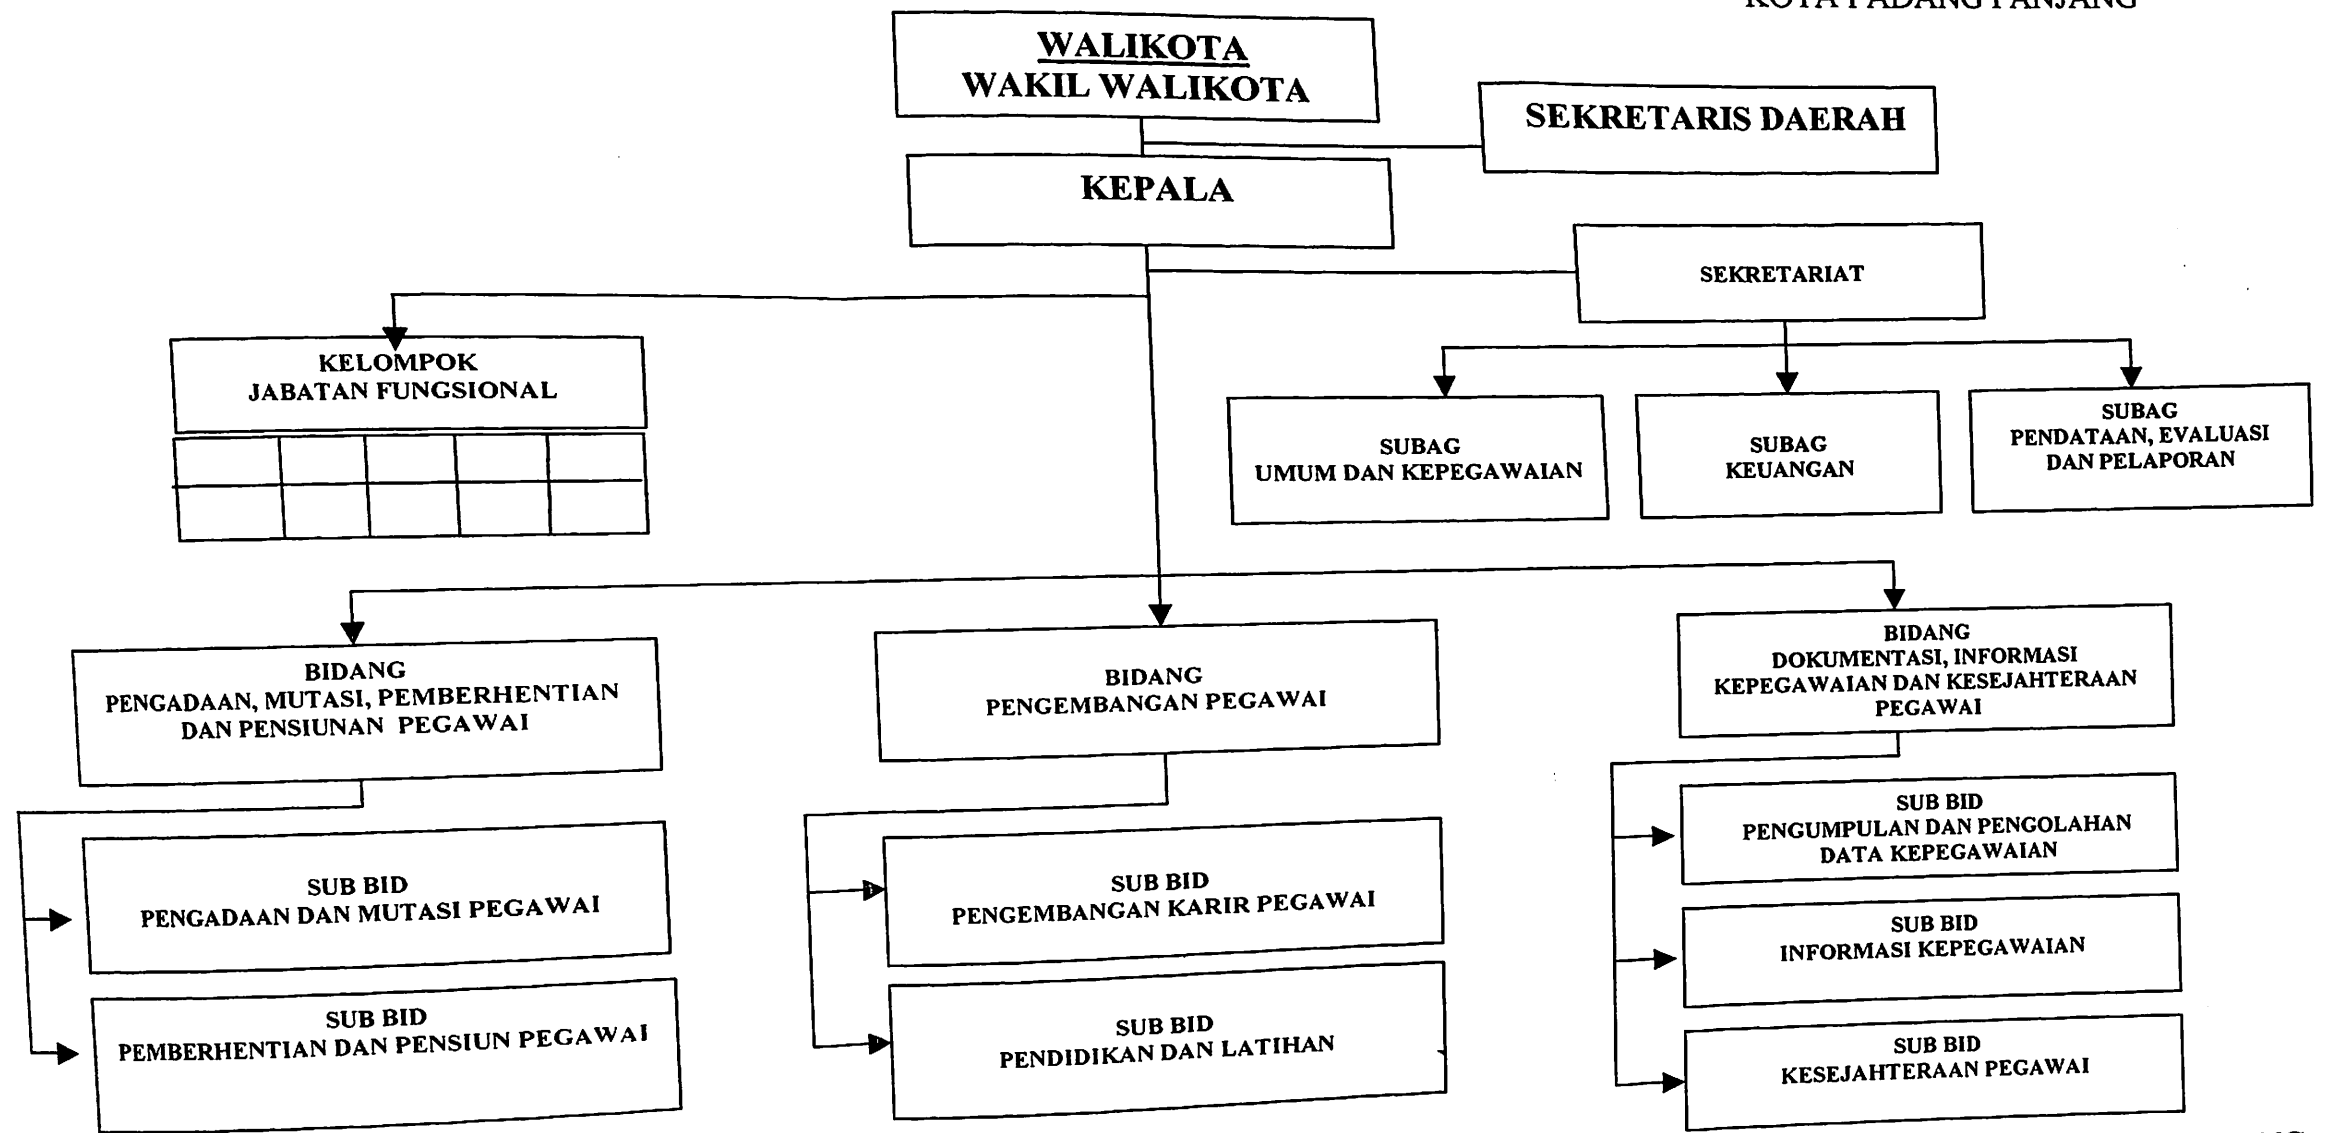 KOTA PADANG PANJANG
WALIKOTA
WAKIL WALIKOTA
SEKRETARIS DAERAH
KEPALA
SEKRETARIAT
KELOMPOK
JABATAN FUNGSIONAL
SUBAG
UMUM DAN KEPEGAWAIAN
SUBAG
KEUANGAN
SUBAG
PENDATAAN, EVALUASI
DAN PELAPORAN
BIDANG
PENGADAAN, MUTASI, PEMBERHENTIAN
DAN PENSIUNAN PEGAWAI
BIDANG
PENGEMBANGAN PEGAWAI
BIDANG
DOKUMENTASI, INFORMASI
KEPEGAWAIAN DAN KESEJAHTERAAN
PEGAWAI
SUB BID
PENGADAAN DAN MUTASI PEGAWAI
SUB BID
PEMBERHENTIAN DAN PENSIUN PEGAWAI
SUB BID
PENGEMBANGAN KARIR PEGAWAI
SUB BID
PENDIDIKAN DAN LATIHAN
SUB BID
PENGUMPULAN DAN PENGOLAHAN
DATA KEPEGAWAIAN
SUB BID
INFORMASI KEPEGAWAIAN
SUB BID
KESEJAHTERAAN PEGAWAI